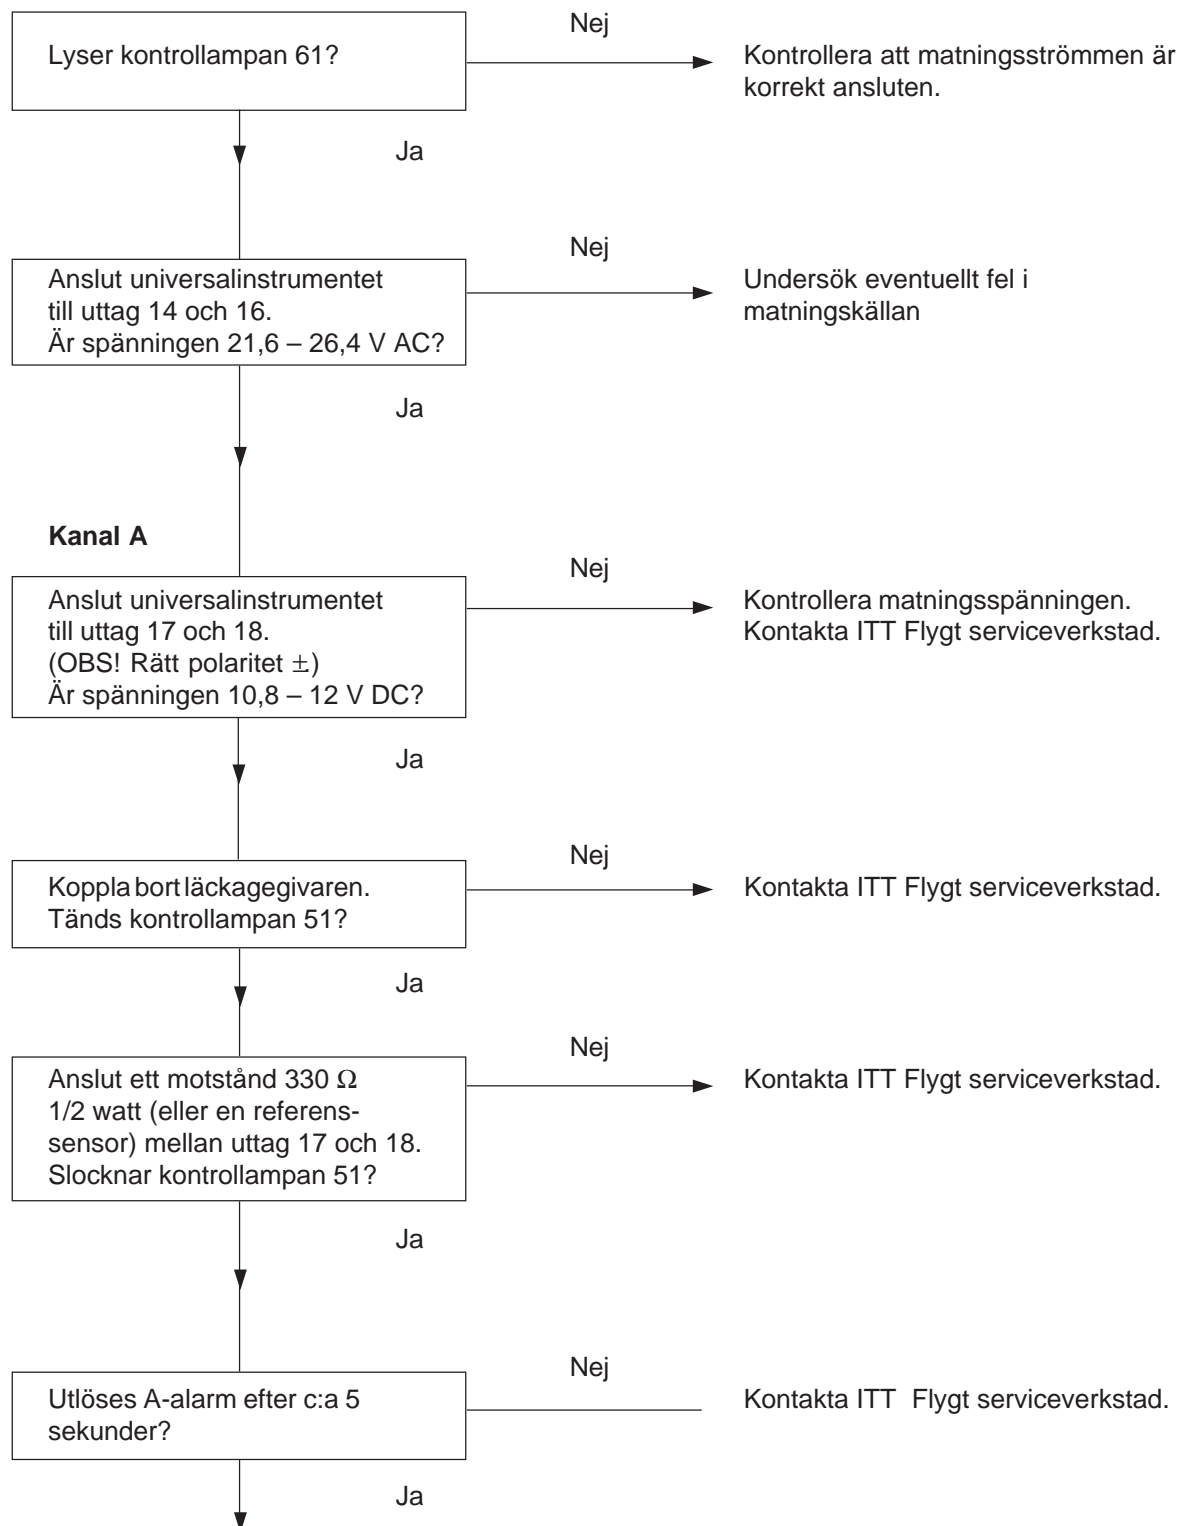 Nej
Lyser kontrollampan 61?
Kontrollera att matningsströmmen är
korrekt ansluten.
Ja
Nej
Anslut universalinstrumentet
till uttag 14 och 16.
Är spänningen 21,6 – 26,4 V AC?
Undersök eventuellt fel i
matningskällan
Ja
Kanal A
Nej
Anslut universalinstrumentet
till uttag 17 och 18.
(OBS! Rätt polaritet ±)
Är spänningen 10,8 – 12 V DC?
Kontrollera matningsspänningen.
Kontakta ITT Flygt serviceverkstad.
Ja
Nej
Koppla bort läckagegivaren.
Tänds kontrollampan 51?
Kontakta ITT Flygt serviceverkstad.
Ja
Nej
Anslut ett motstånd 330 Ω
1/2 watt (eller en referens-
sensor) mellan uttag 17 och 18.
Slocknar kontrollampan 51?
Kontakta ITT Flygt serviceverkstad.
Ja
Nej
Utlöses A-alarm efter c:a 5
sekunder?
Kontakta ITT Flygt serviceverkstad.
Ja